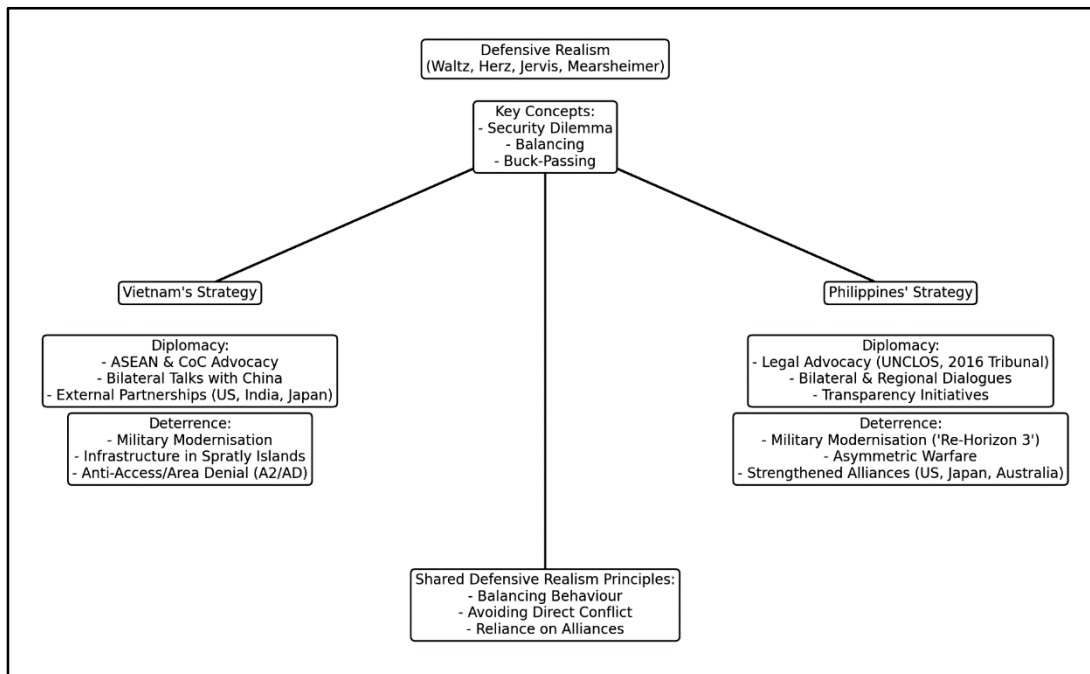 Defensive Realism
(Waltz, Herz, Jervis, Mearsheimer)
Key Concepts:
- Security Dilemma
- Balancing
- Buck-Passing
Vietnam's Strategy
Diplomacy:
- ASEAN & CoC Advocacy
- Bilateral Talks with China
- External Partnerships (US, India, Japan)
Deterrence:
- Military Modernisation
- Infrastructure in Spratly Islands
- Anti-Access/Area Denial (A2/AD)
Philippines' Strategy
Diplomacy:
- Legal Advocacy (UNCLOS, 2016 Tribunal)
- Bilateral & Regional Dialogues
- Transparency Initiatives
Deterrence:
- Military Modernisation ('Re-Horizon 3')
- Asymmetric Warfare
- Strengthened Alliances (US, Japan, Australia)
Shared Defensive Realism Principles:
- Balancing Behaviour
- Avoiding Direct Conflict
- Reliance on Alliances